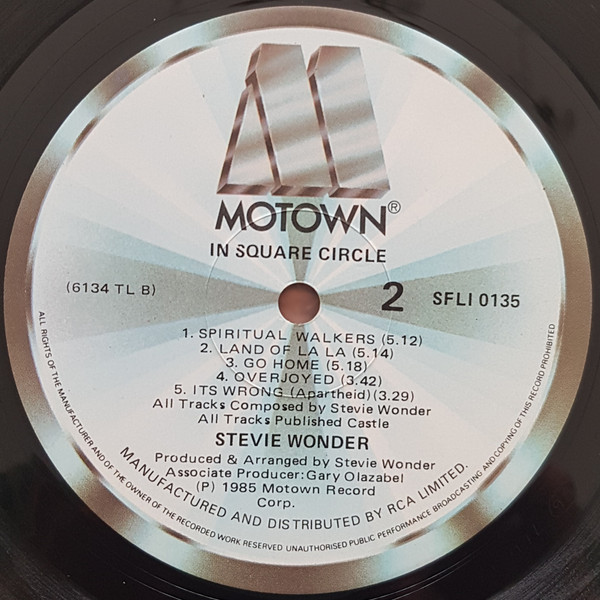 MOTOWN®
IN SQUARE CIRCLE
(6134 TL B)
2
SFLI 0135
1. SPIRITUAL WALKERS (5.12)
2. LAND OF LA LA (5.14)
3. GO HOME (5.18)
4. OVERJOYED (3.42)
5. ITS WRONG (Apartheid)(3.29)
All Tracks Composed by Stevie Wonder
All Tracks Published Castle
STEVIE WONDER
Produced & Arranged by Stevie Wonder
Associate Producer: Gary Olazabel
(P) 1985 Motown Record
Corp.
MANUFACTURED AND DISTRIBUTED BY RCA LIMITED.
ALL RIGHTS OF THE MANUFACTURER AND OF THE OWNER OF THE RECORDED WORK RESERVED UNAUTHORISED PUBLIC PERFORMANCE BROADCASTING AND COPYING OF THIS RECORD PROHIBITED